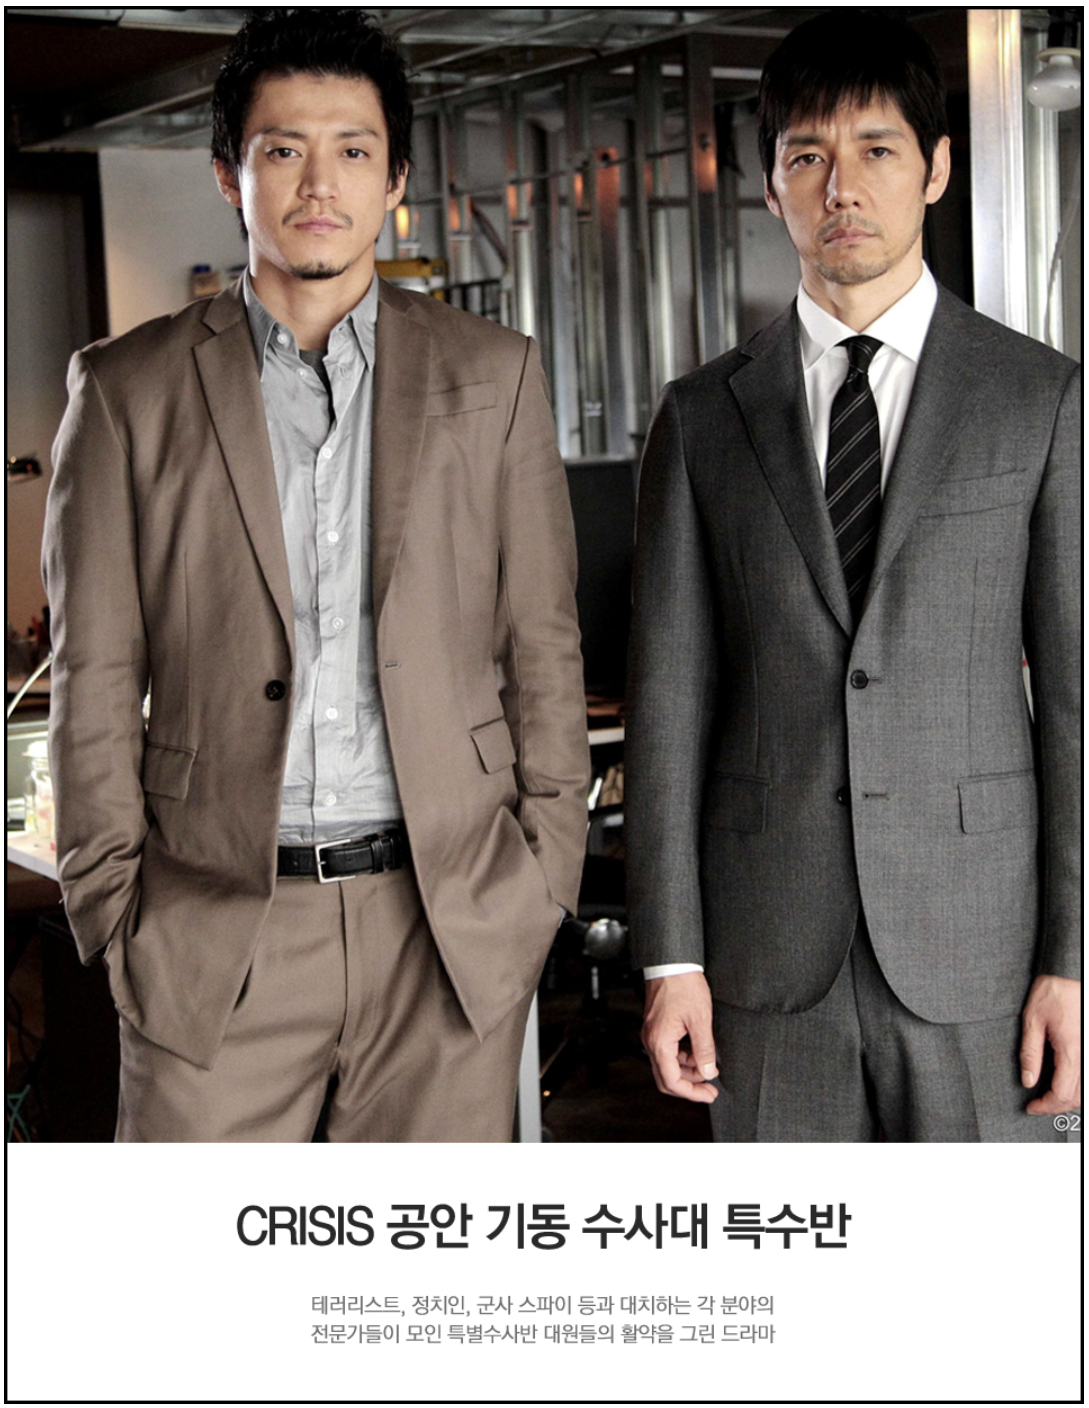 ©2
CRISIS 공안 기동 수사대 특수반
테러리스트, 정치인, 군사 스파이 등과 대치하는 각 분야의
전문가들이 모인 특별수사반 대원들의 활약을 그린 드라마